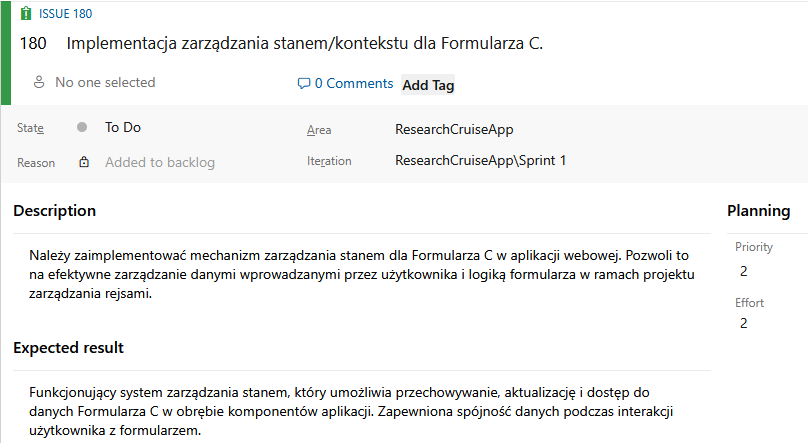 ISSUE 180
180 Implementacja zarządzania stanem/kontekstu dla Formularza C.
No one selected 0 Comments Add Tag
State To Do Area ResearchCruiseApp
Reason Added to backlog Iteration ResearchCruiseApp\Sprint 1
Description
Należy zaimplementować mechanizm zarządzania stanem dla Formularza C w aplikacji webowej. Pozwoli to
na efektywne zarządzanie danymi wprowadzanymi przez użytkownika i logiką formularza w ramach projektu
zarządzania rejsami.
Expected result
Funkcjonujący system zarządzania stanem, który umożliwia przechowywanie, aktualizację i dostęp do
danych Formularza C w obrębie komponentów aplikacji. Zapewniona spójność danych podczas interakcji
użytkownika z formularzem.
Planning
Priority
2
Effort
2